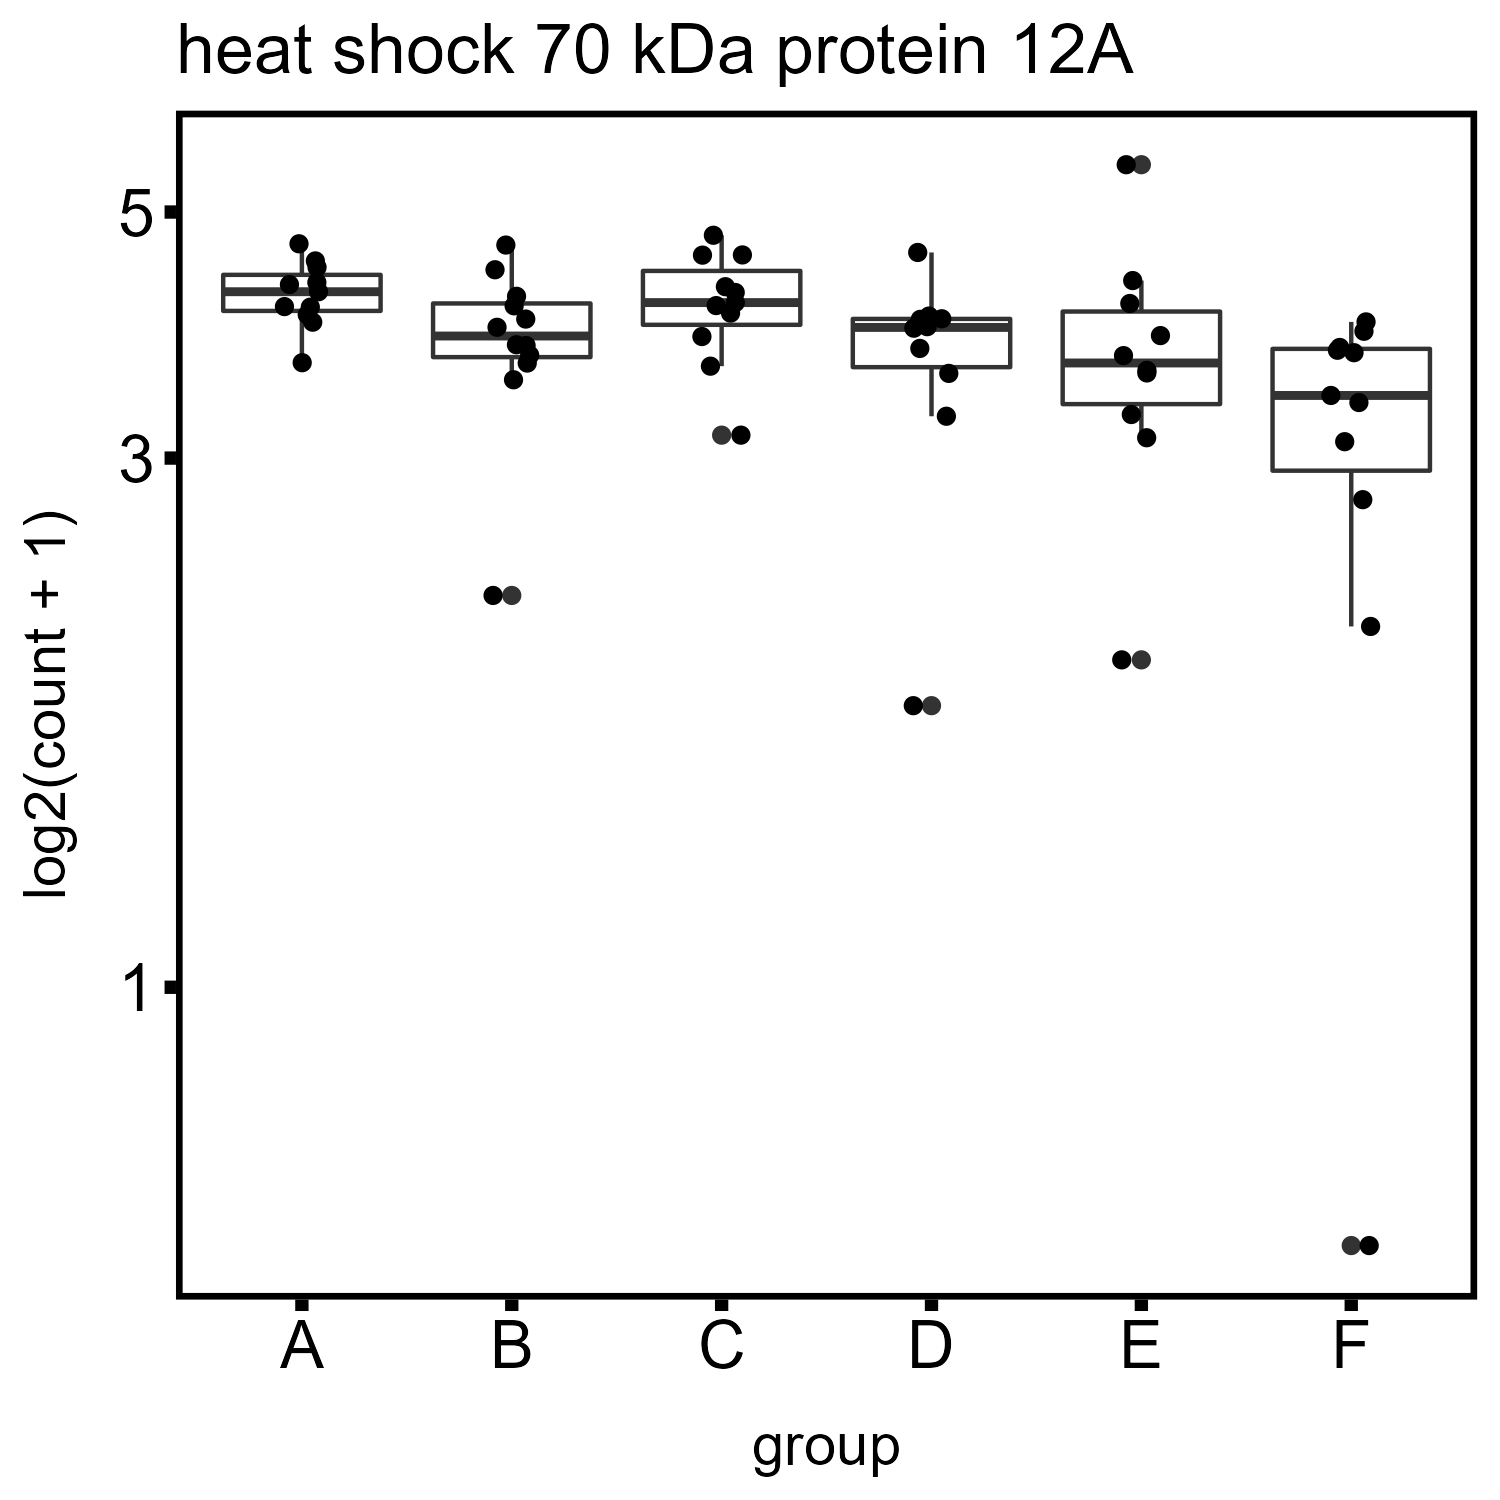 heat shock 70 kDa protein 12A
5
3
1
log2(count + 1)
A B C D E F
group